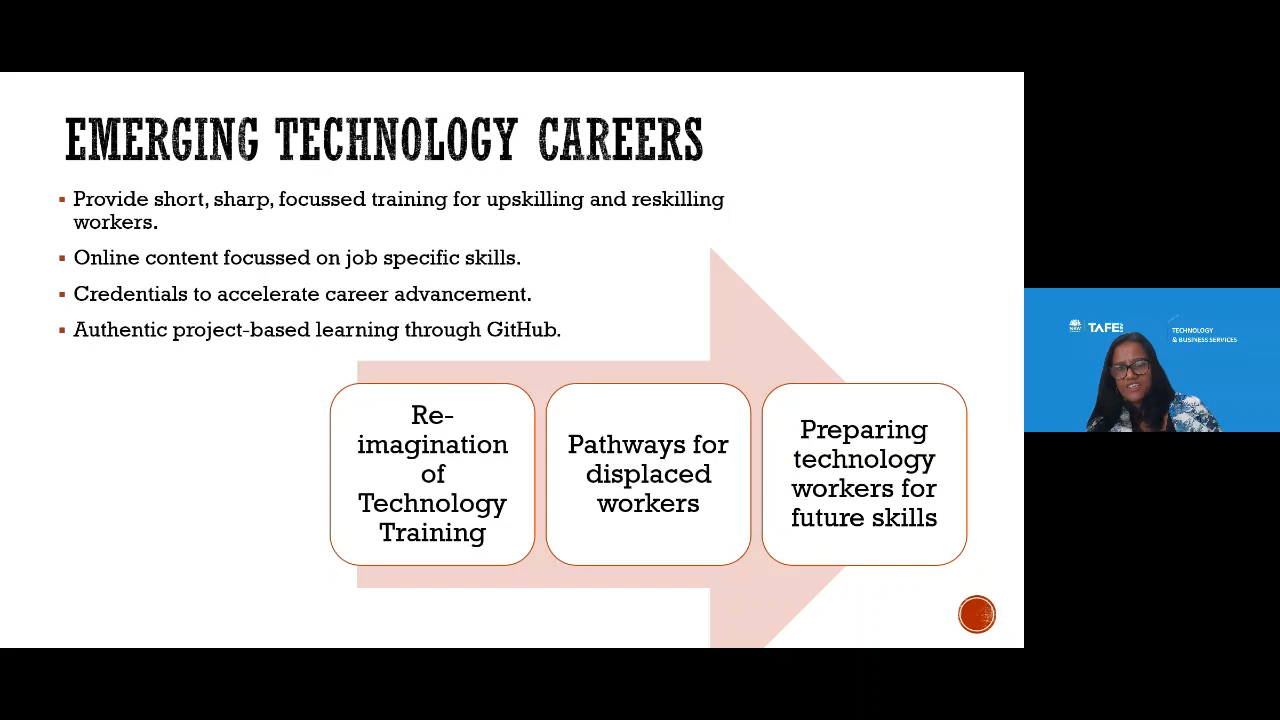 EMERGING TECHNOLOGY CAREERS
▪ Provide short, sharp, focussed training for upskilling and reskilling
workers.
▪ Online content focussed on job specific skills.
▪ Credentials to accelerate career advancement.
▪ Authentic project-based learning through GitHub.
Re-
imagination
of
Technology
Training
Pathways for
displaced
workers
Preparing
technology
workers for
future skills
NSW
TAFE NSW
TECHNOLOGY
& BUSINESS SERVICES